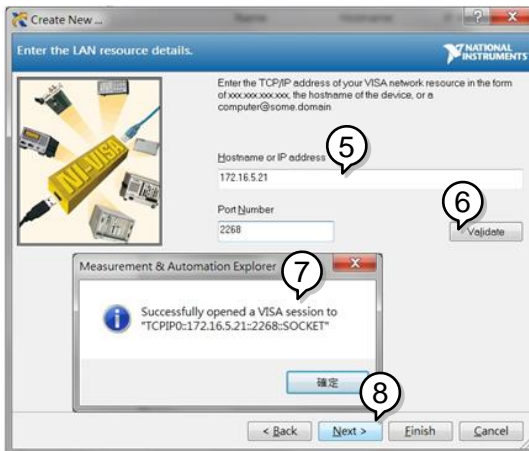 Create New ...
Enter the LAN resource details.
NATIONAL
INSTRUMENTS
Enter the TCP/IP address of your VISA network resource in the form
of xxx.xxx.xxx.xxx, the hostname of the device, or a
computer@some.domain
NI-VISA
Hostname or IP address
5
172.16.5.21
Port Number
6
2268
Validate
Measurement & Automation Explorer
7
Successfully opened a VISA session to
"TCPIP0::172.16.5.21::2268::SOCKET"
確定
8
< Back
Next >
Finish
Cancel